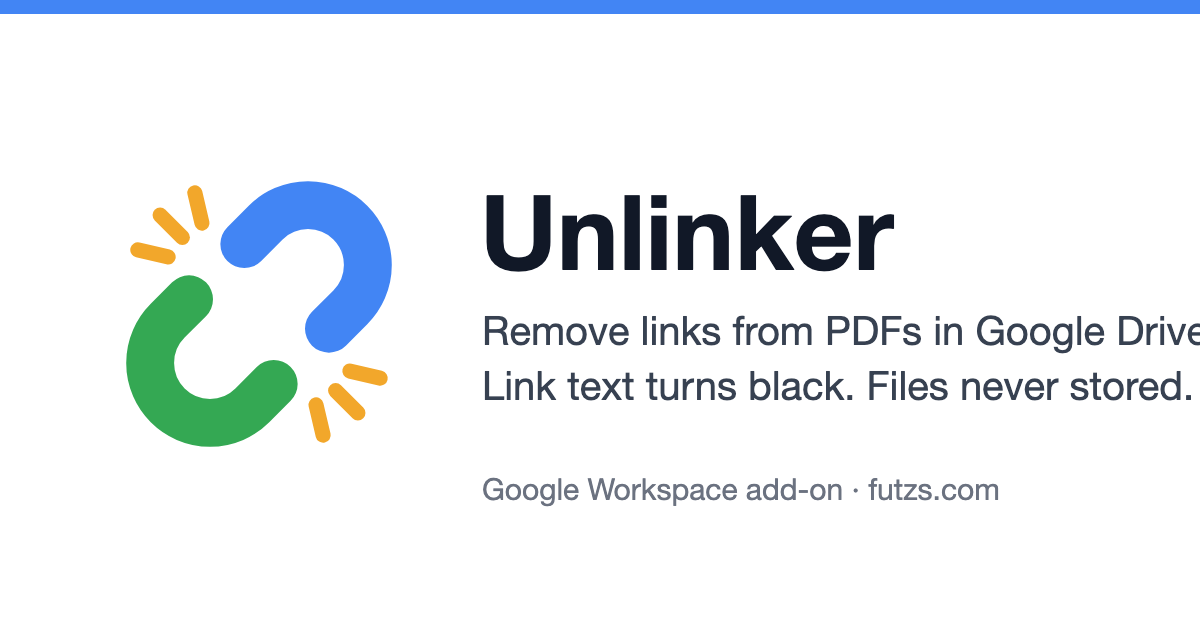 Unlinker
Remove links from PDFs in Google Drive
Link text turns black. Files never stored.
Google Workspace add-on · futzs.com